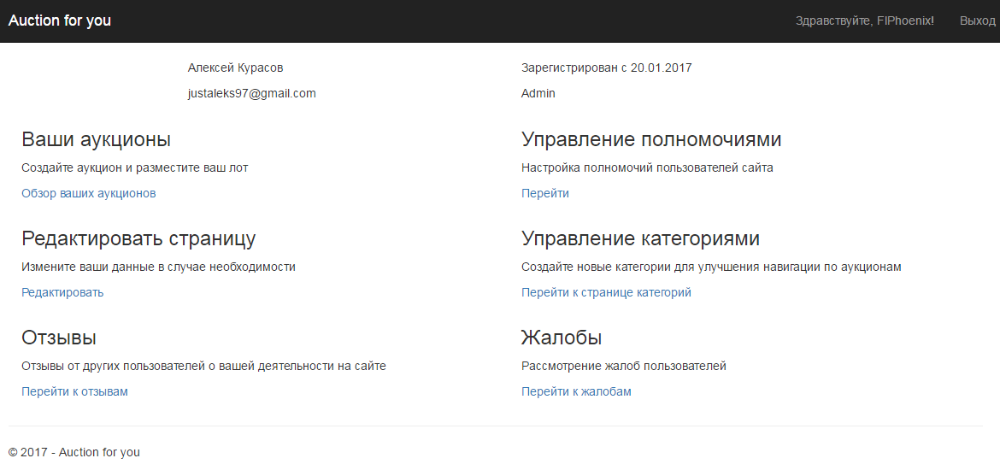 Auction for you
Здравствуйте, FIPhoenix!
Выход
Алексей Курасов
Зарегистрирован с 20.01.2017
justaleks97@gmail.com
Admin
Ваши аукционы
Создайте аукцион и разместите ваш лот
Обзор ваших аукционов
Управление полномочиями
Настройка полномочий пользователей сайта
Перейти
Редактировать страницу
Измените ваши данные в случае необходимости
Редактировать
Управление категориями
Создайте новые категории для улучшения навигации по аукционам
Перейти к странице категорий
Отзывы
Отзывы от других пользователей о вашей деятельности на сайте
Перейти к отзывам
Жалобы
Рассмотрение жалоб пользователей
Перейти к жалобам
© 2017 - Auction for you